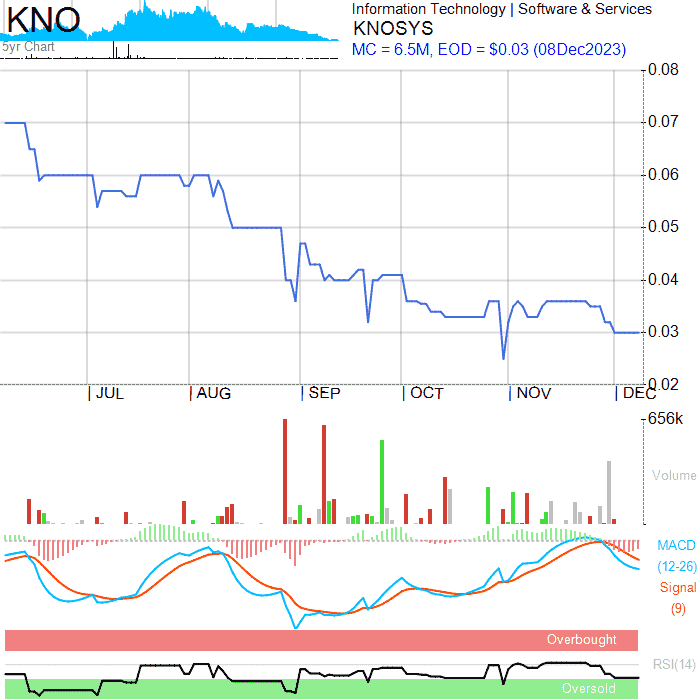 KNO
Information Technology | Software & Services
KNOSYS
5yr Chart
MC = 6.5M, EOD = $0.03 (08Dec2023)
0.08
0.07
0.06
0.05
0.04
0.03
0.02
JUL AUG SEP OCT NOV DEC
656k
Volume
MACD
(12-26)
Signal
(9)
Overbought
RSI(14)
Oversold